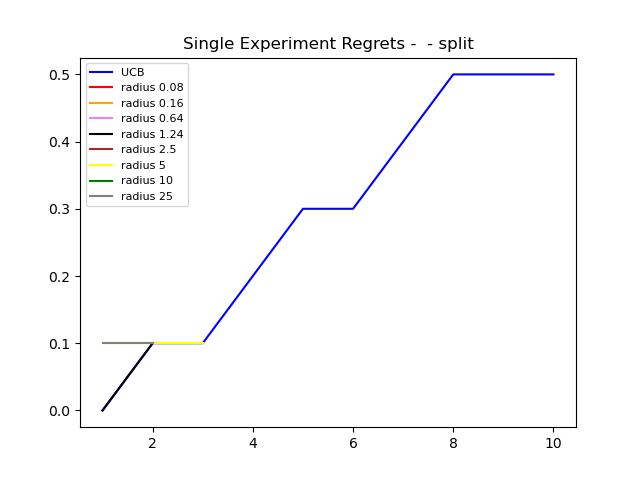 Single Experiment Regrets -  - split
UCB
radius 0.08
radius 0.16
radius 0.64
radius 1.24
radius 2.5
radius 5
radius 10
radius 25
0.5
0.4
0.3
0.2
0.1
0.0
2 4 6 8 10